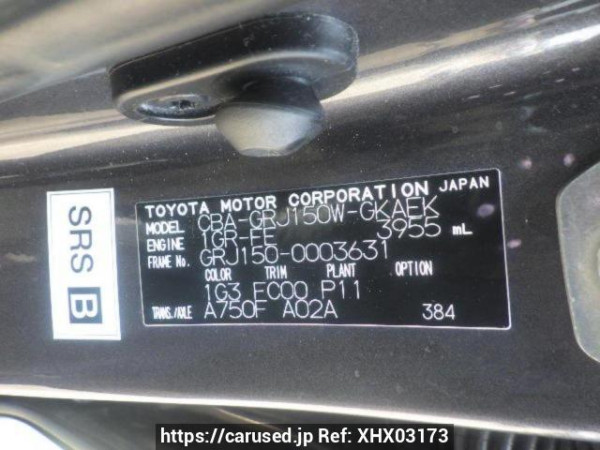 TOYOTA MOTOR CORPORATION JAPAN
MODEL CBA-GRJ150W-GKAEK
ENGINE 1GR-FE 3955 mL
FRAME No. GRJ150-0003631
COLOR TRIM PLANT OPTION
1G3 FC00 P11
TRANS./AXLE A750F A02A 384
SRS B
https://carused.jp Ref: XHX03173